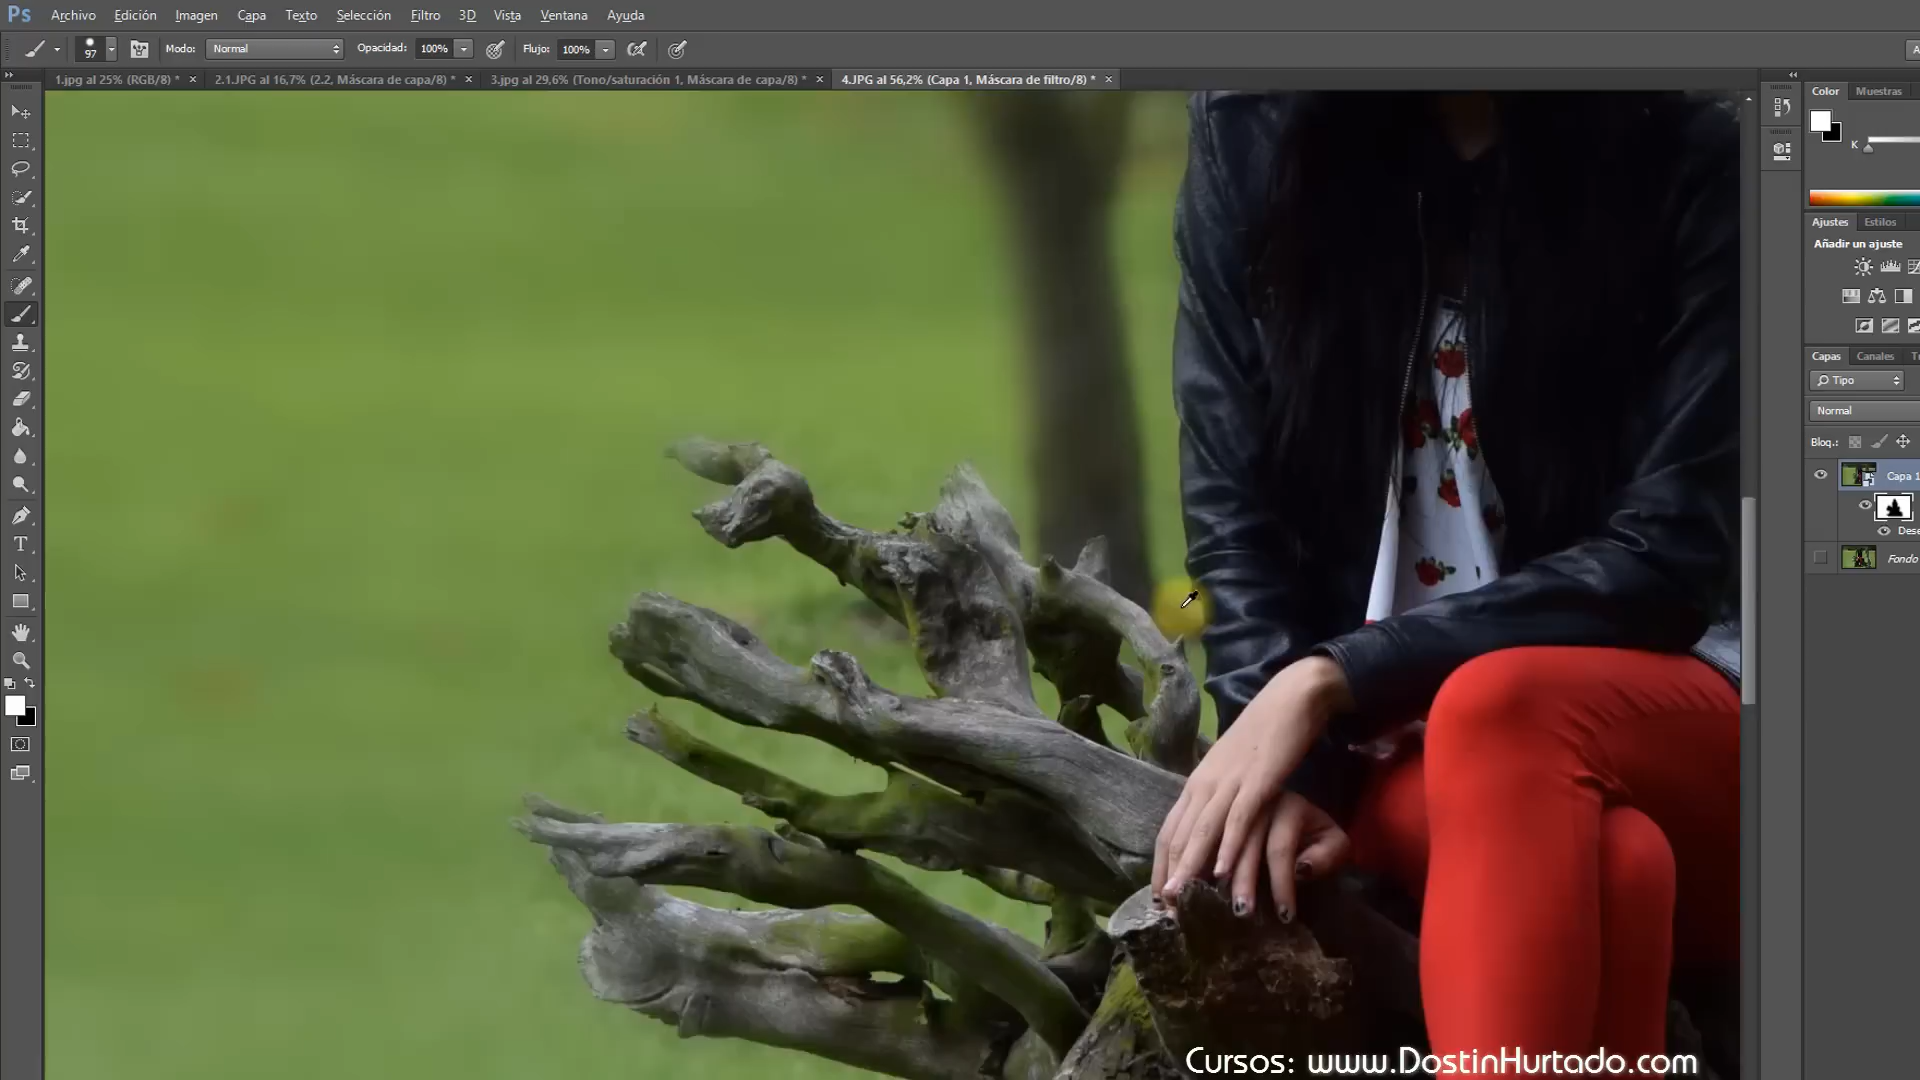 Ps Archivo Edición Imagen Capa Texto Selección Filtro 3D Vista Ventana Ayuda
97 Modo: Normal Opacidad: 100% Flujo: 100%
1.jpg al 25% (RGB/8) * × 2.1.JPG al 16,7% (2.2, Máscara de capa/8) * × 3.jpg al 29,6% (Tono/saturación 1, Máscara de capa/8) * × 4.JPG al 56,2% (Capa 1, Máscara de filtro/8) * ×
Color Muestras
K
Ajustes Estilos
Añadir un ajuste
Capas Canales
Tipo
Normal
Bloq.:
Capa 1
Dese
Fondo
T
Cursos: www.DostinHurtado.com